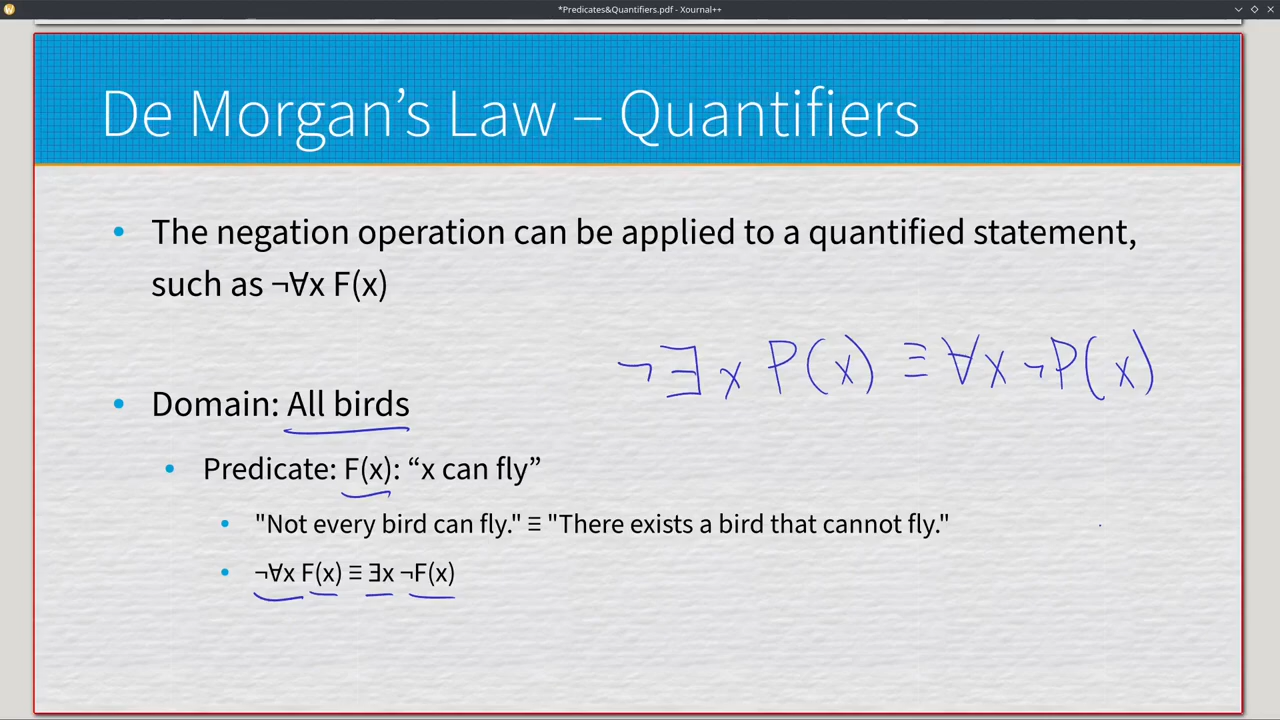 *Predicates&Quantifiers.pdf - Xournal++
De Morgan's Law – Quantifiers
• The negation operation can be applied to a quantified statement,
such as ¬∀x F(x)
¬∃x P(x) ≡ ∀x ¬P(x)
• Domain: All birds
• Predicate: F(x): “x can fly”
• "Not every bird can fly." ≡ "There exists a bird that cannot fly."
• ¬∀x F(x) ≡ ∃x ¬F(x)